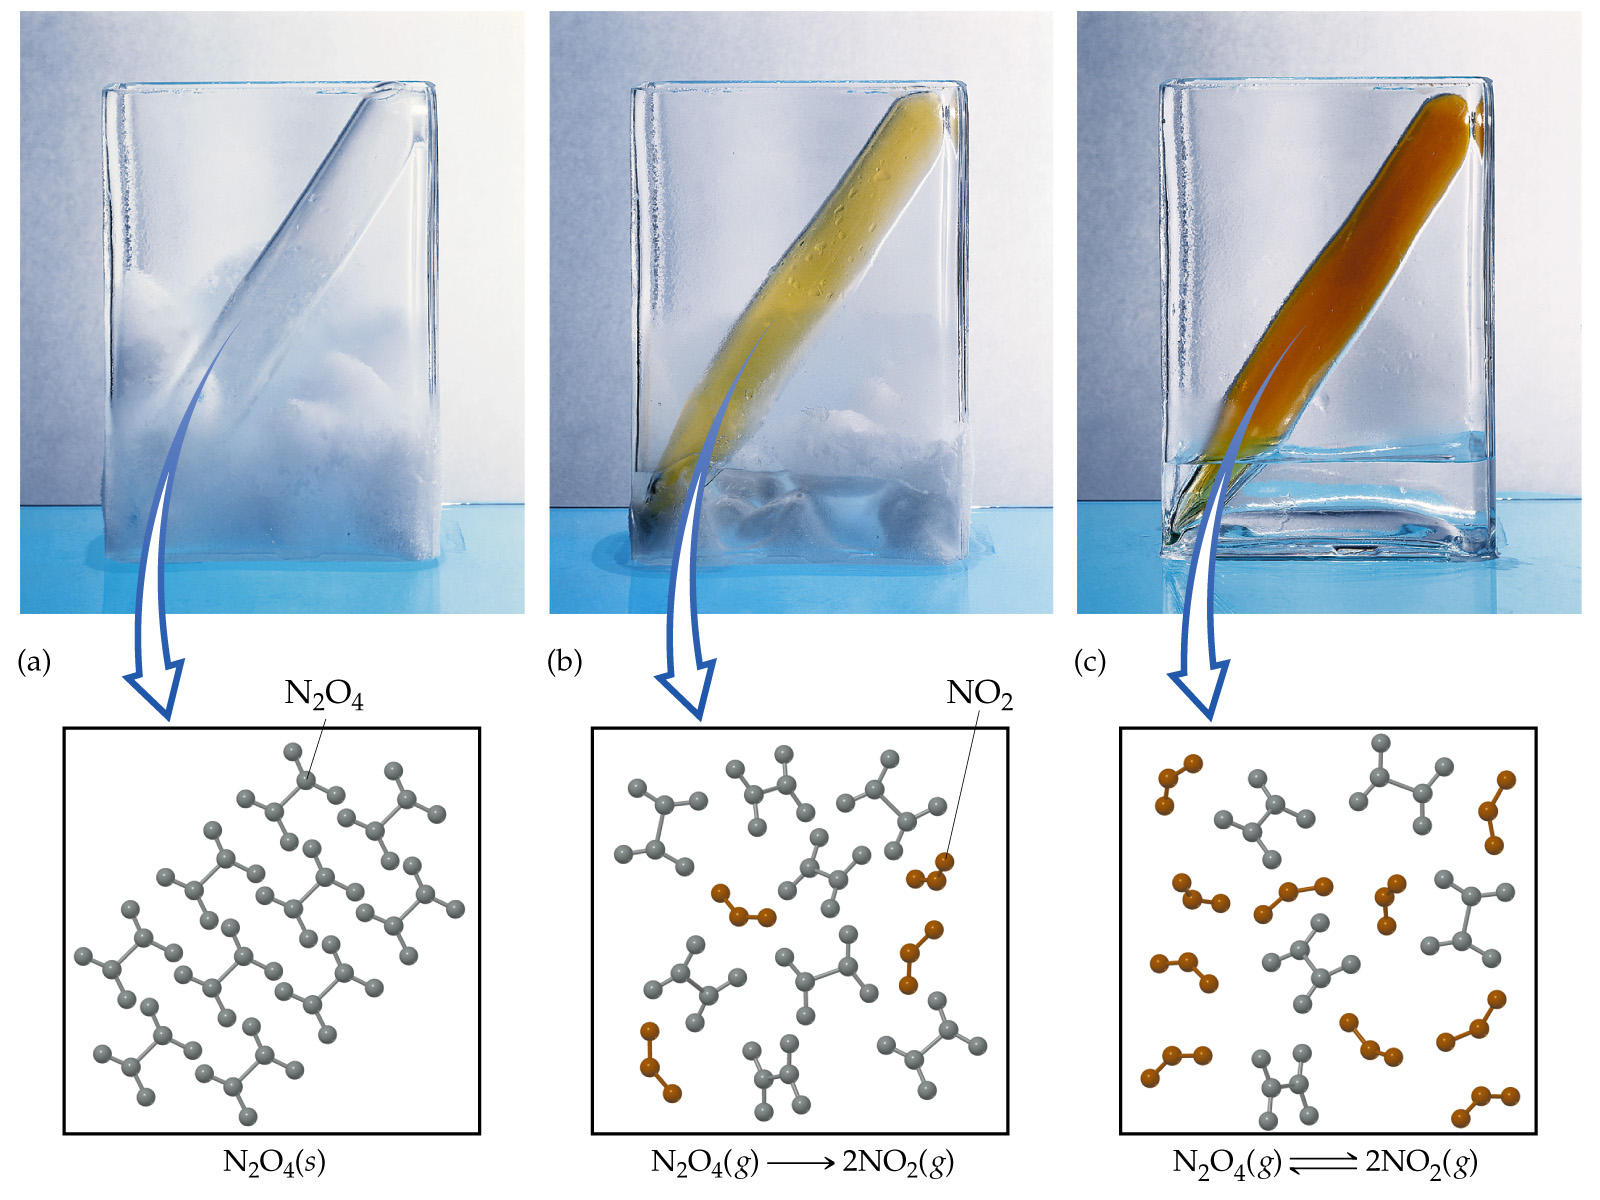 (a)
(b)
(c)
N₂O₄
NO₂
N₂O₄(s)
N₂O₄(g) ⟶ 2NO₂(g)
N₂O₄(g) ⇌ 2NO₂(g)